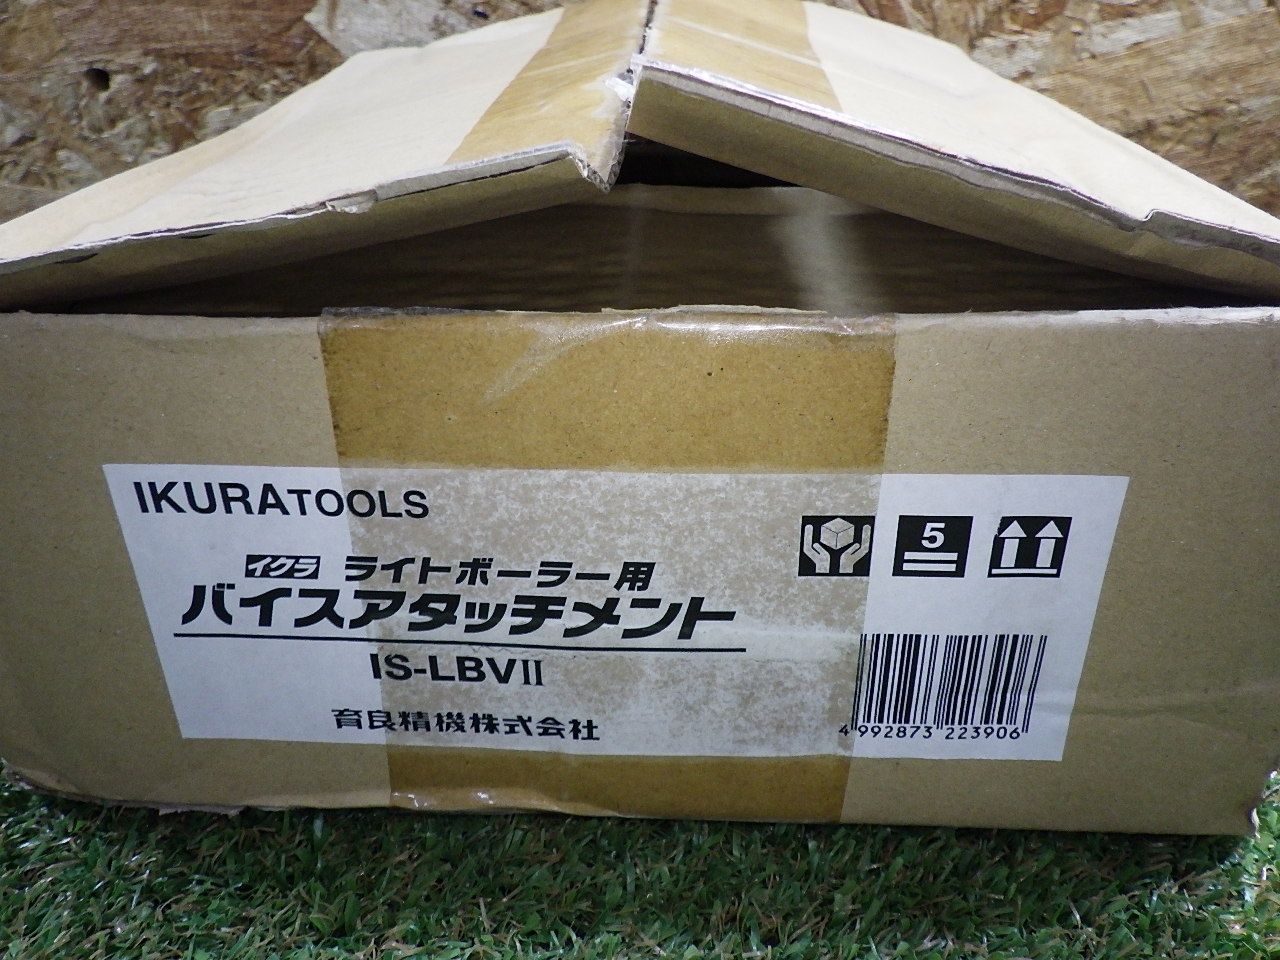 IKURATOOLS
イクラ ライトボーラー用
バイスアタッチメント
IS-LBVII
育良精機株式会社
5
4 992873 223906